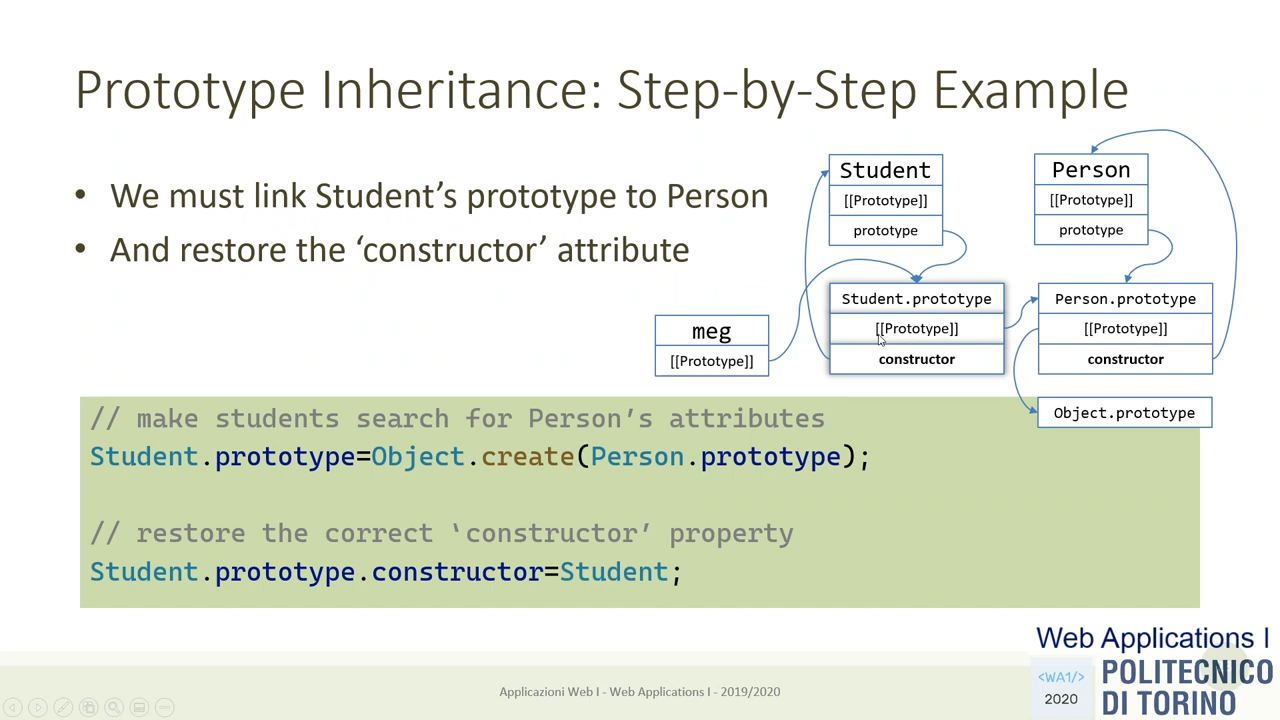 Prototype Inheritance: Step-by-Step Example
• We must link Student’s prototype to Person
• And restore the ‘constructor’ attribute
Student
[[Prototype]]
prototype
Person
[[Prototype]]
prototype
Student.prototype
[[Prototype]]
constructor
Person.prototype
[[Prototype]]
constructor
meg
[[Prototype]]
Object.prototype
// make students search for Person’s attributes
Student.prototype=Object.create(Person.prototype);
// restore the correct ‘constructor’ property
Student.prototype.constructor=Student;
Applicazioni Web I - Web Applications I - 2019/2020
Web Applications I
<WA1/>
2020
POLITECNICO
DI TORINO